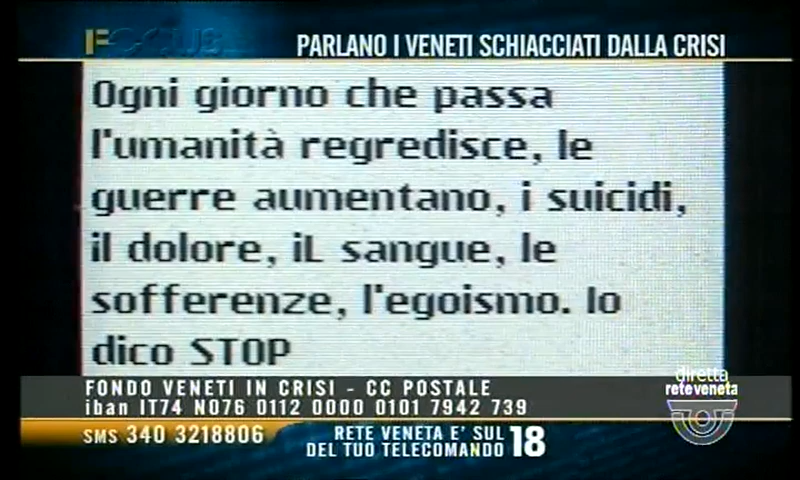 FOCUS
PARLANO I VENETI SCHIACCIATI DALLA CRISI
Ogni giorno che passa
l'umanità regredisce, le
guerre aumentano, i suicidi,
il dolore, iL sangue, le
sofferenze, l'egoismo. Io
dico STOP
diretta
reteveneta
FONDO VENETI IN CRISI - CC POSTALE
iban IT74 N076 0112 0000 0101 7942 739
SMS 340 3218806
RETE VENETA E' SUL 18
DEL TUO TELECOMANDO